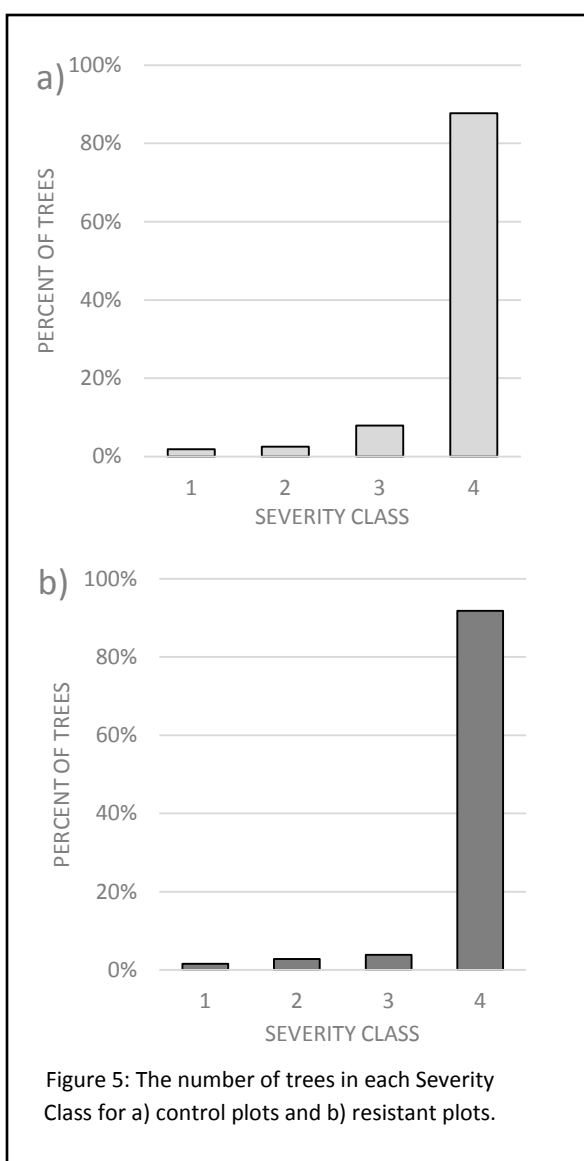 a)
100%
80%
60%
40%
20%
0%
PERCENT OF TREES
1 2 3 4
SEVERITY CLASS
b)
100%
80%
60%
40%
20%
0%
PERCENT OF TREES
1 2 3 4
SEVERITY CLASS
Figure 5: The number of trees in each Severity
Class for a) control plots and b) resistant plots.